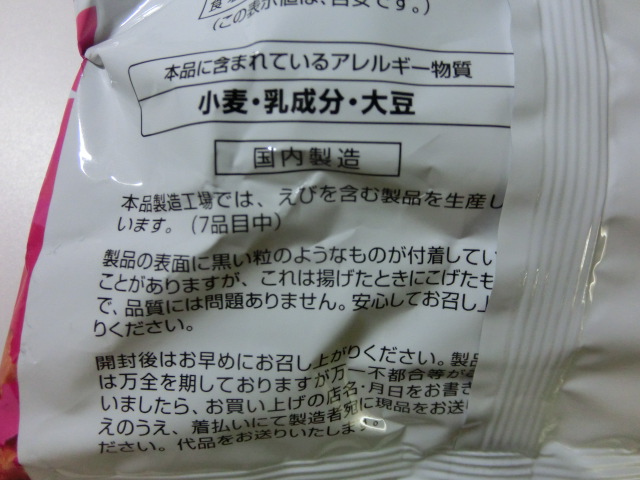 (この表示値は、目安です。)
本品に含まれているアレルギー物質
小麦・乳成分・大豆
国内製造
本品製造工場では、えびを含む製品を生産し
います。(7品目中)
製品の表面に黒い粒のようなものが付着してい
ことがありますが、これは揚げたときにこげたも
で、品質には問題ありません。安心してお召し上
りください。
開封後はお早めにお召し上がりください。製品
は万全を期しておりますが万一不都合等が
いましたら、お買い上げの店名・月日をお書き
えのうえ、着払いにて製造者宛に現品をお送
ださい。代品をお送りいたしま